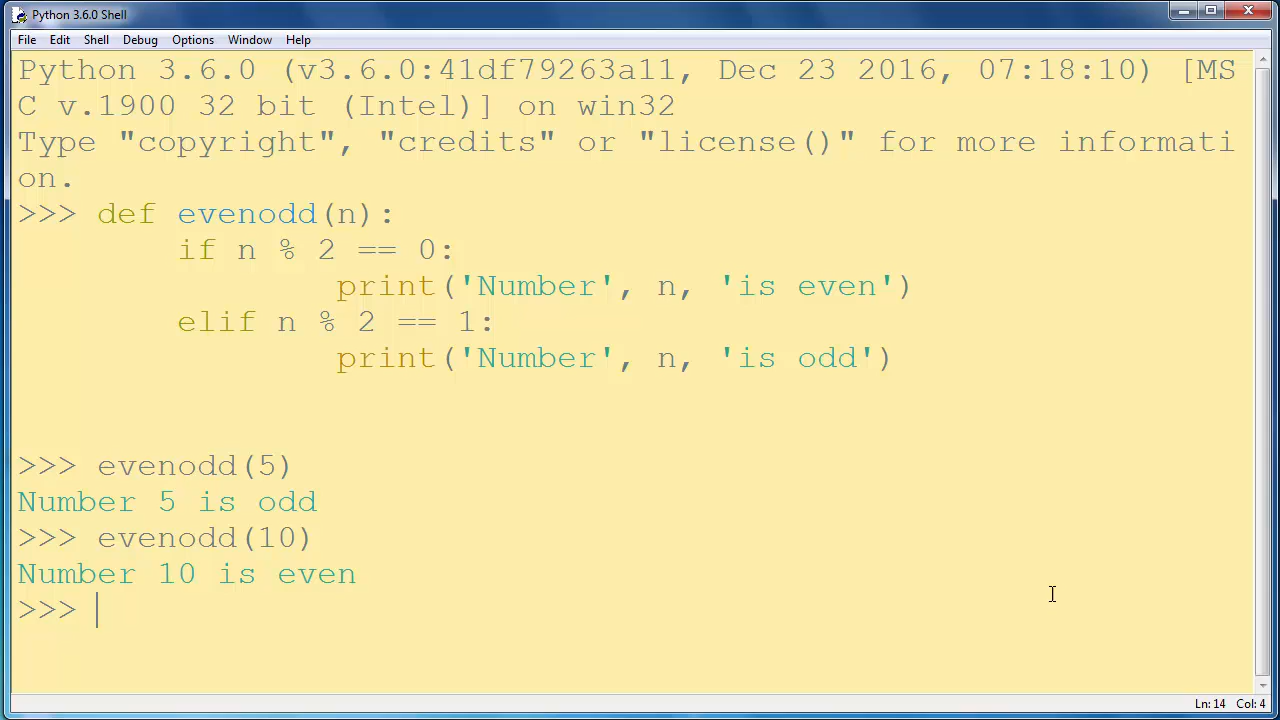 Python 3.6.0 Shell
File Edit Shell Debug Options Window Help
Python 3.6.0 (v3.6.0:41df79263a11, Dec 23 2016, 07:18:10) [MS
C v.1900 32 bit (Intel)] on win32
Type "copyright", "credits" or "license()" for more informati
on.
>>> def evenodd(n):
        if n % 2 == 0:
                print('Number', n, 'is even')
        elif n % 2 == 1:
                print('Number', n, 'is odd')
>>> evenodd(5)
Number 5 is odd
>>> evenodd(10)
Number 10 is even
>>>
Ln: 14 Col: 4